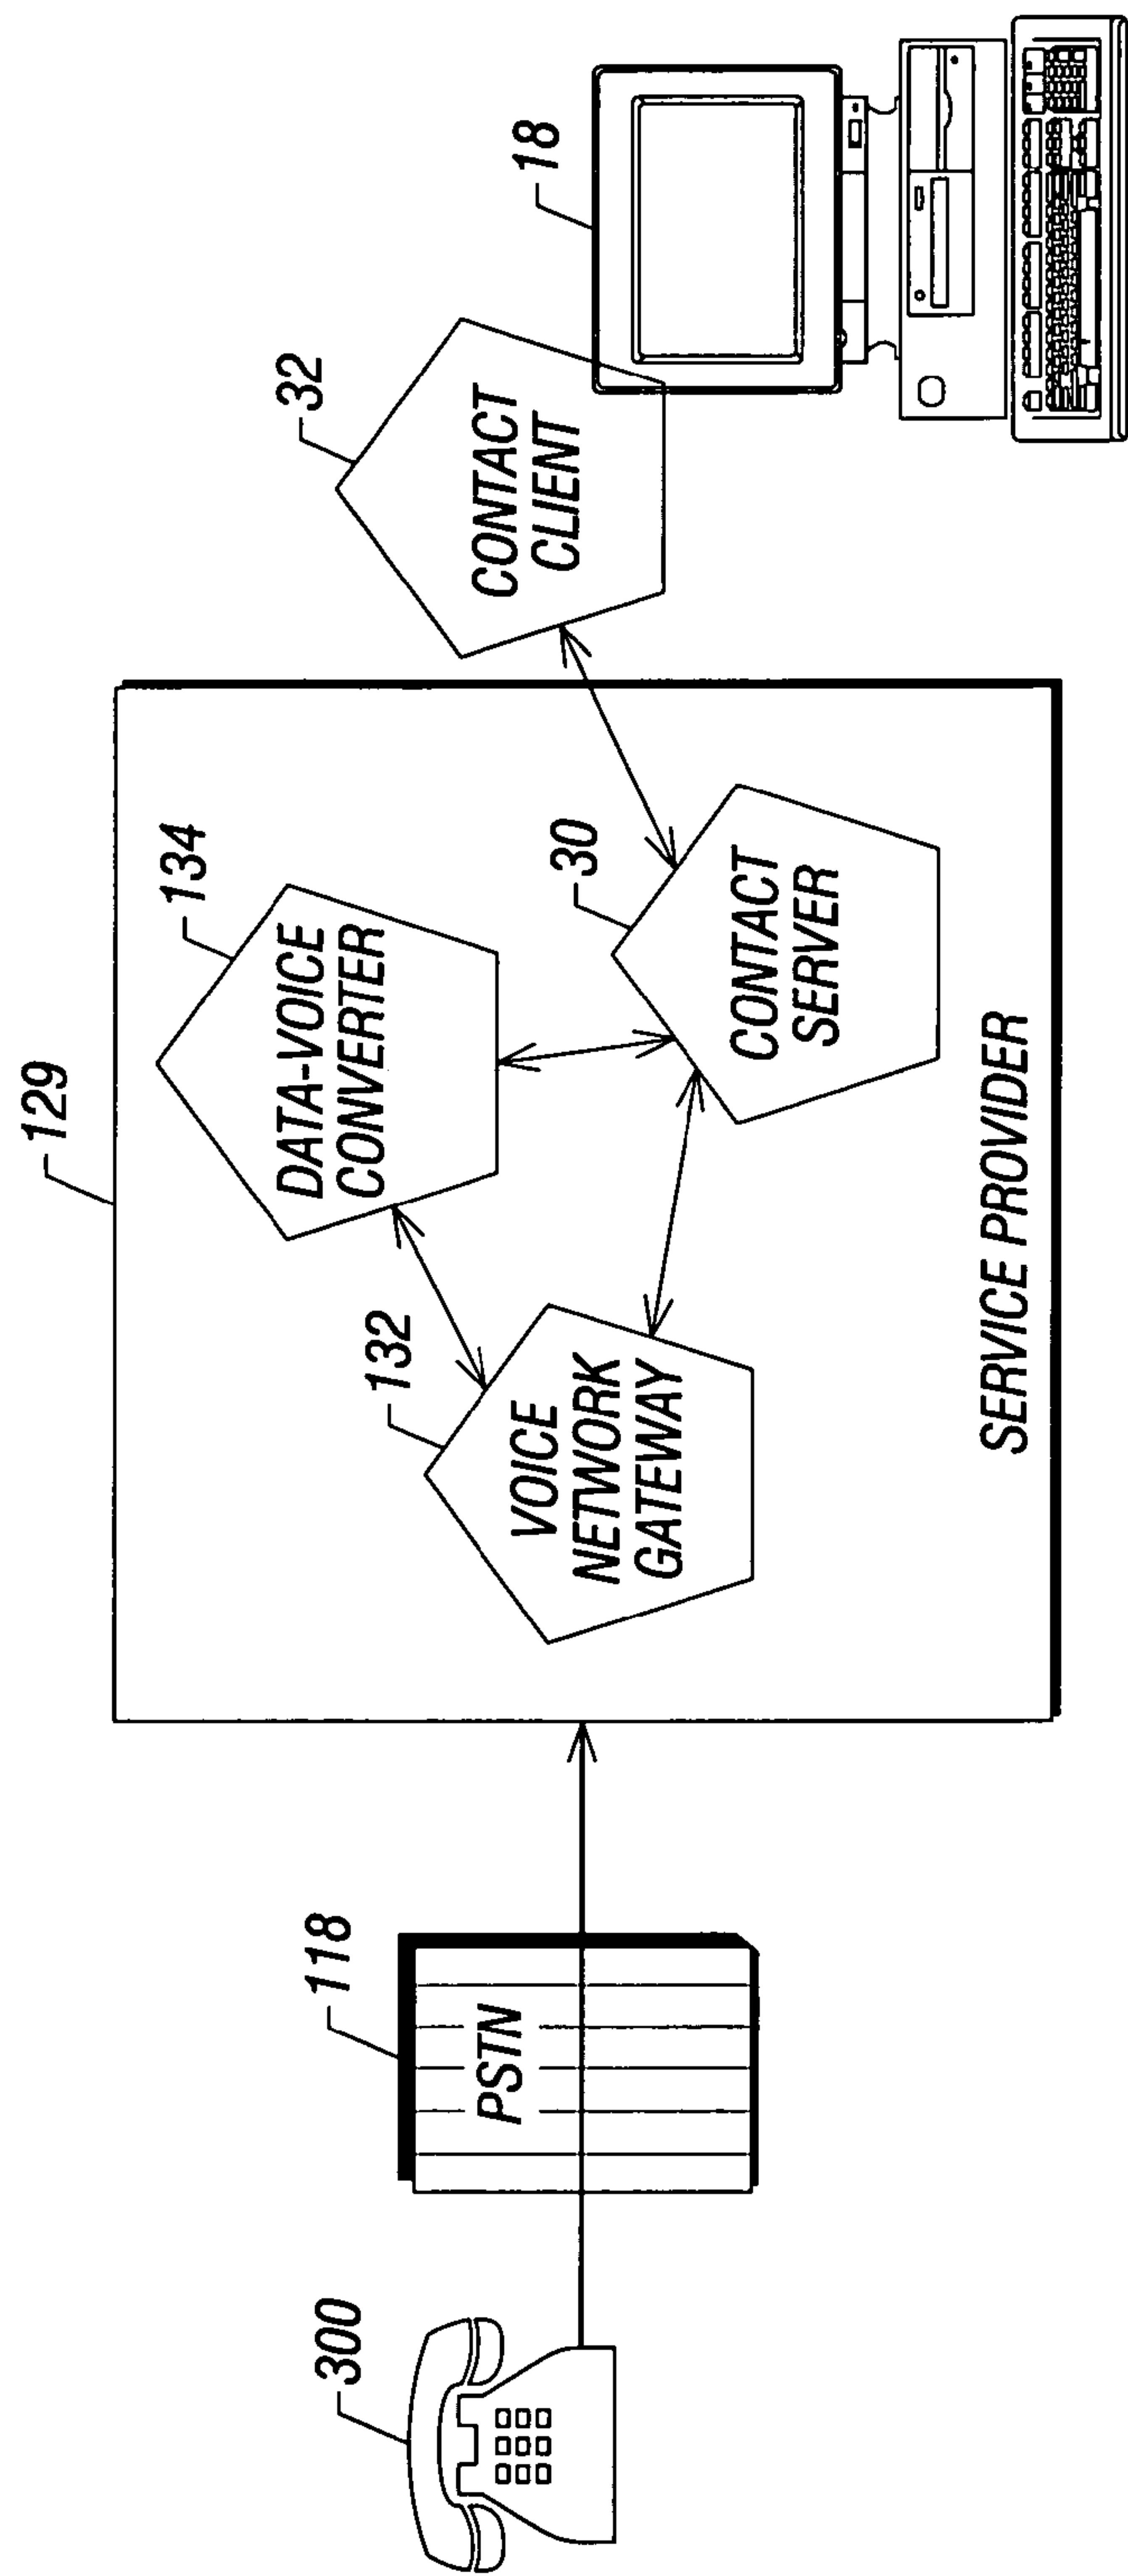 300
118
PSTN
129
132
VOICE
NETWORK
GATEWAY
134
DATA-VOICE
CONVERTER
30
CONTACT
SERVER
SERVICE PROVIDER
32
CONTACT
CLIENT
18